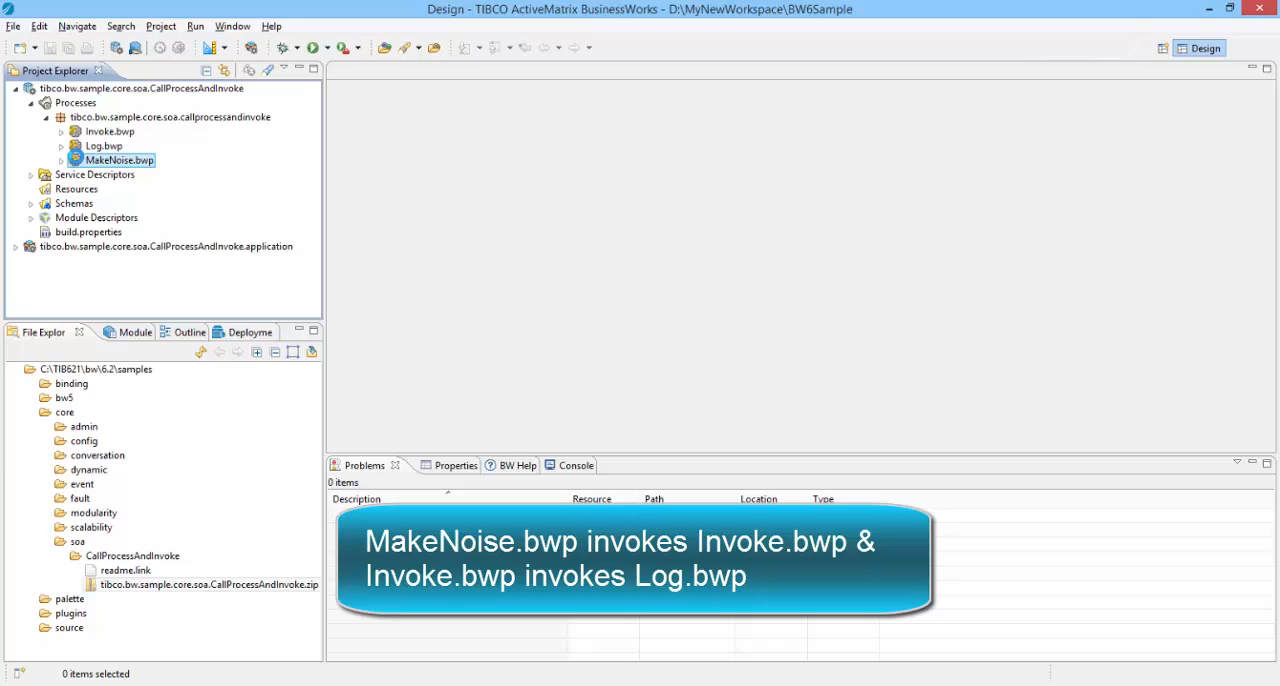 Design - TIBCO ActiveMatrix BusinessWorks - D:\MyNewWorkspace\BW6Sample
File Edit Navigate Search Project Run Window Help
Design
Project Explorer
tibco.bw.sample.core.soa.CallProcessAndInvoke
Processes
tibco.bw.sample.core.soa.callprocessandinvoke
Invoke.bwp
Log.bwp
MakeNoise.bwp
Service Descriptors
Resources
Schemas
Module Descriptors
build.properties
tibco.bw.sample.core.soa.CallProcessAndInvoke.application
File Explor Module Outline Deployme
C:\TIB621\bw\6.2\samples
binding
bw5
core
admin
config
conversation
dynamic
event
fault
modularity
scalability
soa
CallProcessAndInvoke
readme.link
tibco.bw.sample.core.soa.CallProcessAndInvoke.zip
palette
plugins
source
Problems Properties BW Help Console
0 items
Description Resource Path Location Type
MakeNoise.bwp invokes Invoke.bwp &
Invoke.bwp invokes Log.bwp
0 items selected